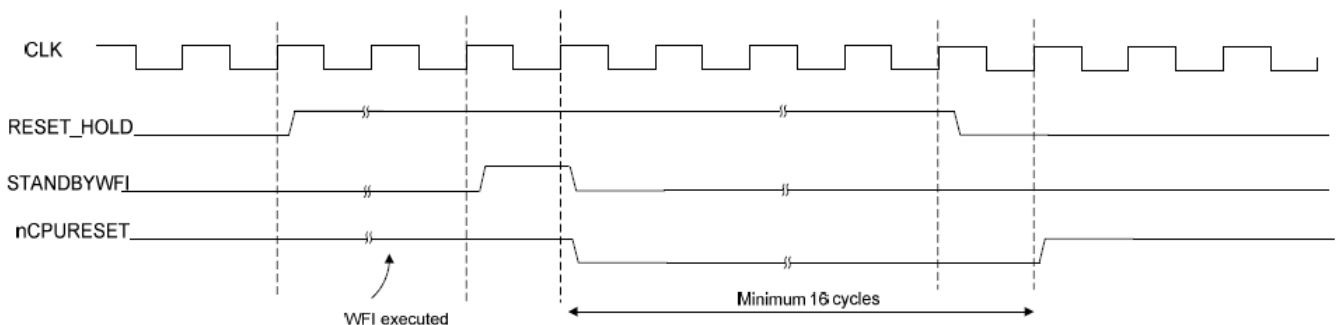 CLK
RESET_HOLD
STANDBYWFI
nCPURESET
Minimum 16 cycles
WFI executed